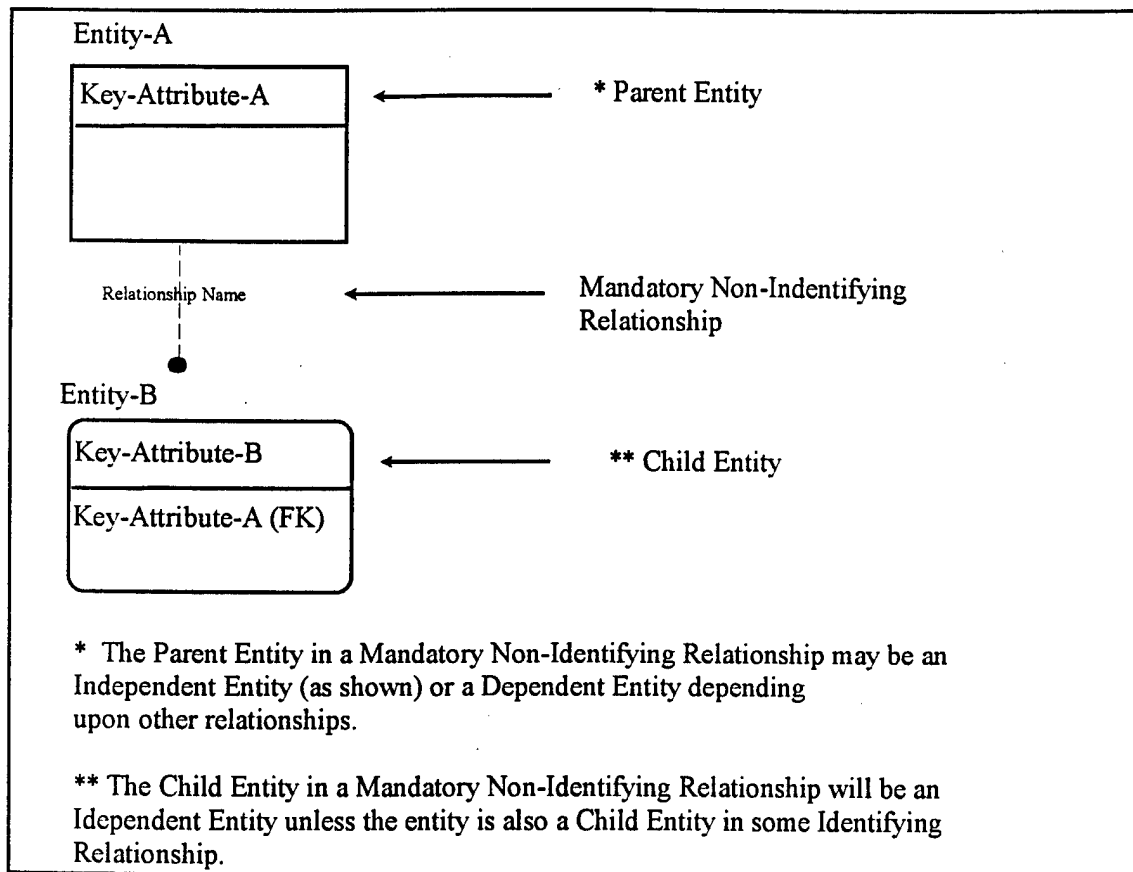 Entity-A
Key-Attribute-A
* Parent Entity
Relationship Name
Mandatory Non-Indentifying
Relationship
Entity-B
Key-Attribute-B
** Child Entity
Key-Attribute-A (FK)
* The Parent Entity in a Mandatory Non-Identifying Relationship may be an
Independent Entity (as shown) or a Dependent Entity depending
upon other relationships.
** The Child Entity in a Mandatory Non-Identifying Relationship will be an
Idependent Entity unless the entity is also a Child Entity in some Identifying
Relationship.